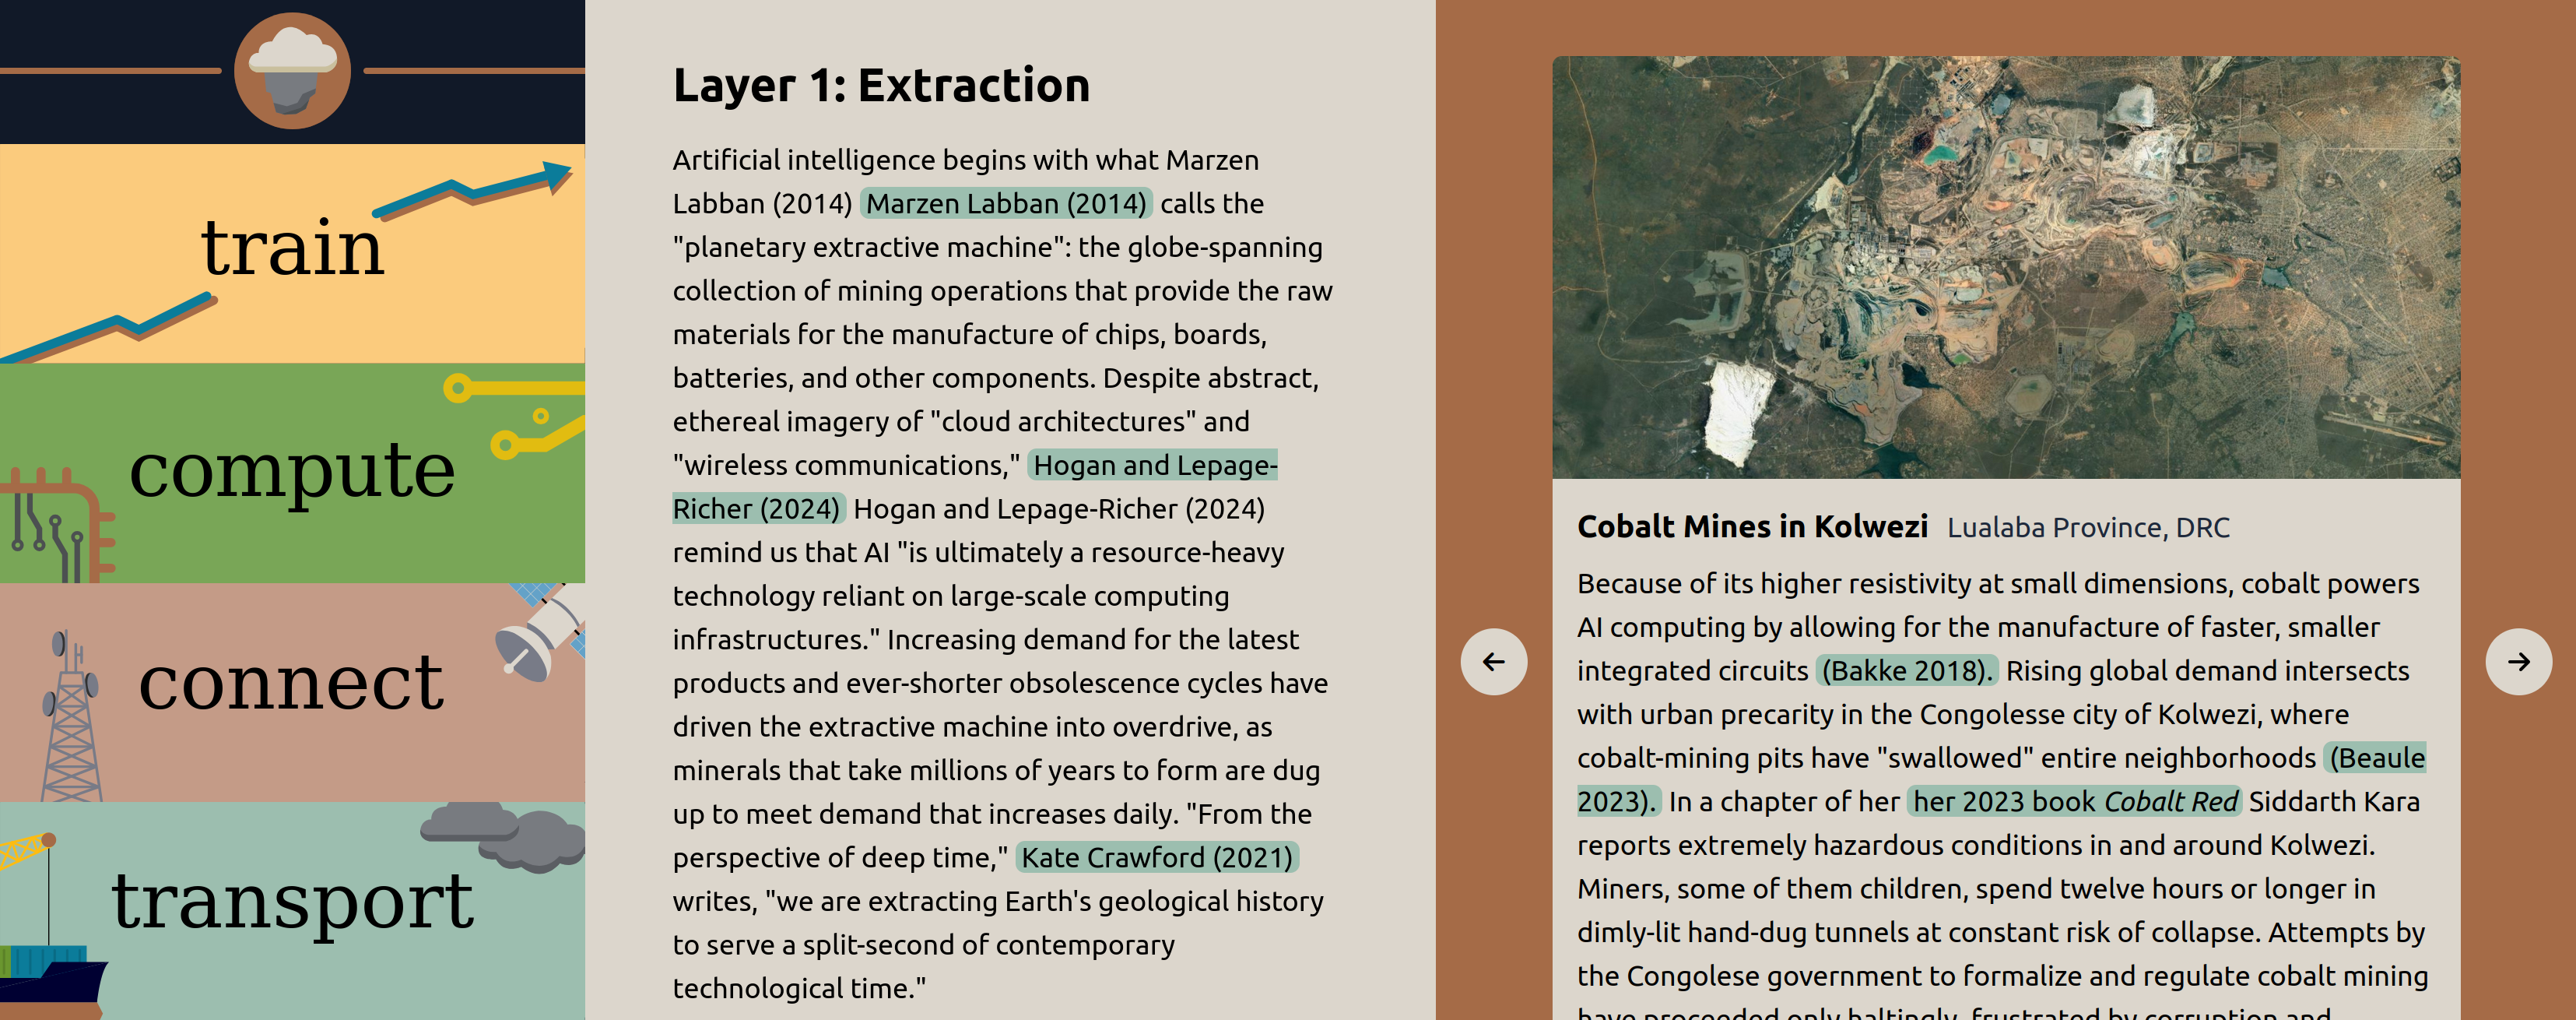 train
compute
connect
transport
Layer 1: Extraction
Artificial intelligence begins with what Marzen
Labban (2014) Marzen Labban (2014) calls the
"planetary extractive machine": the globe-spanning
collection of mining operations that provide the raw
materials for the manufacture of chips, boards,
batteries, and other components. Despite abstract,
ethereal imagery of "cloud architectures" and
"wireless communications," Hogan and Lepage-
Richer (2024) Hogan and Lepage-Richer (2024)
remind us that AI "is ultimately a resource-heavy
technology reliant on large-scale computing
infrastructures." Increasing demand for the latest
products and ever-shorter obsolescence cycles have
driven the extractive machine into overdrive, as
minerals that take millions of years to form are dug
up to meet demand that increases daily. "From the
perspective of deep time," Kate Crawford (2021)
writes, "we are extracting Earth's geological history
to serve a split-second of contemporary
technological time."
Cobalt Mines in Kolwezi Lualaba Province, DRC
Because of its higher resistivity at small dimensions, cobalt powers
AI computing by allowing for the manufacture of faster, smaller
integrated circuits (Bakke 2018). Rising global demand intersects
with urban precarity in the Congolesse city of Kolwezi, where
cobalt-mining pits have "swallowed" entire neighborhoods (Beaule
2023). In a chapter of her her 2023 book Cobalt Red Siddarth Kara
reports extremely hazardous conditions in and around Kolwezi.
Miners, some of them children, spend twelve hours or longer in
dimly-lit hand-dug tunnels at constant risk of collapse. Attempts by
the Congolese government to formalize and regulate cobalt mining
have proceeded only haltingly, frustrated by corruption and